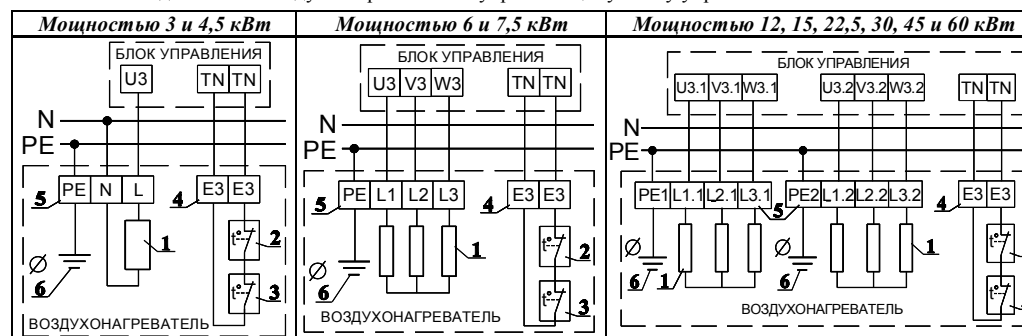 Мощностью 3 и 4,5 кВт
БЛОК УПРАВЛЕНИЯ
U3 TN TN
N
PE
PE N L E3 E3
5 4
1
t° 2
6
t° 3
ВОЗДУХОНАГРЕВАТЕЛЬ
Мощностью 6 и 7,5 кВт
БЛОК УПРАВЛЕНИЯ
U3 V3 W3 TN TN
N
PE
PE L1 L2 L3 E3 E3
5 4
1
t° 2
6
t° 3
ВОЗДУХОНАГРЕВАТЕЛЬ
Мощностью 12, 15, 22,5, 30, 45 и 60 кВт
БЛОК УПРАВЛЕНИЯ
U3.1 V3.1 W3.1 U3.2 V3.2 W3.2 TN TN
N
PE
PE1 L1.1 L2.1 L3.1 PE2 L1.2 L2.2 L3.2 E3 E3
5 4
1
t°
6 1 6
t°
ВОЗДУХОНАГРЕВАТЕЛЬ